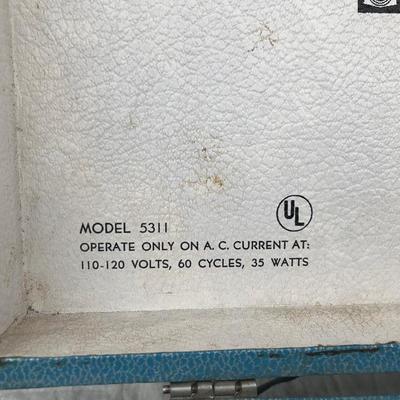 MODEL 5311
OPERATE ONLY ON A. C. CURRENT AT:
110-120 VOLTS, 60 CYCLES, 35 WATTS
UL